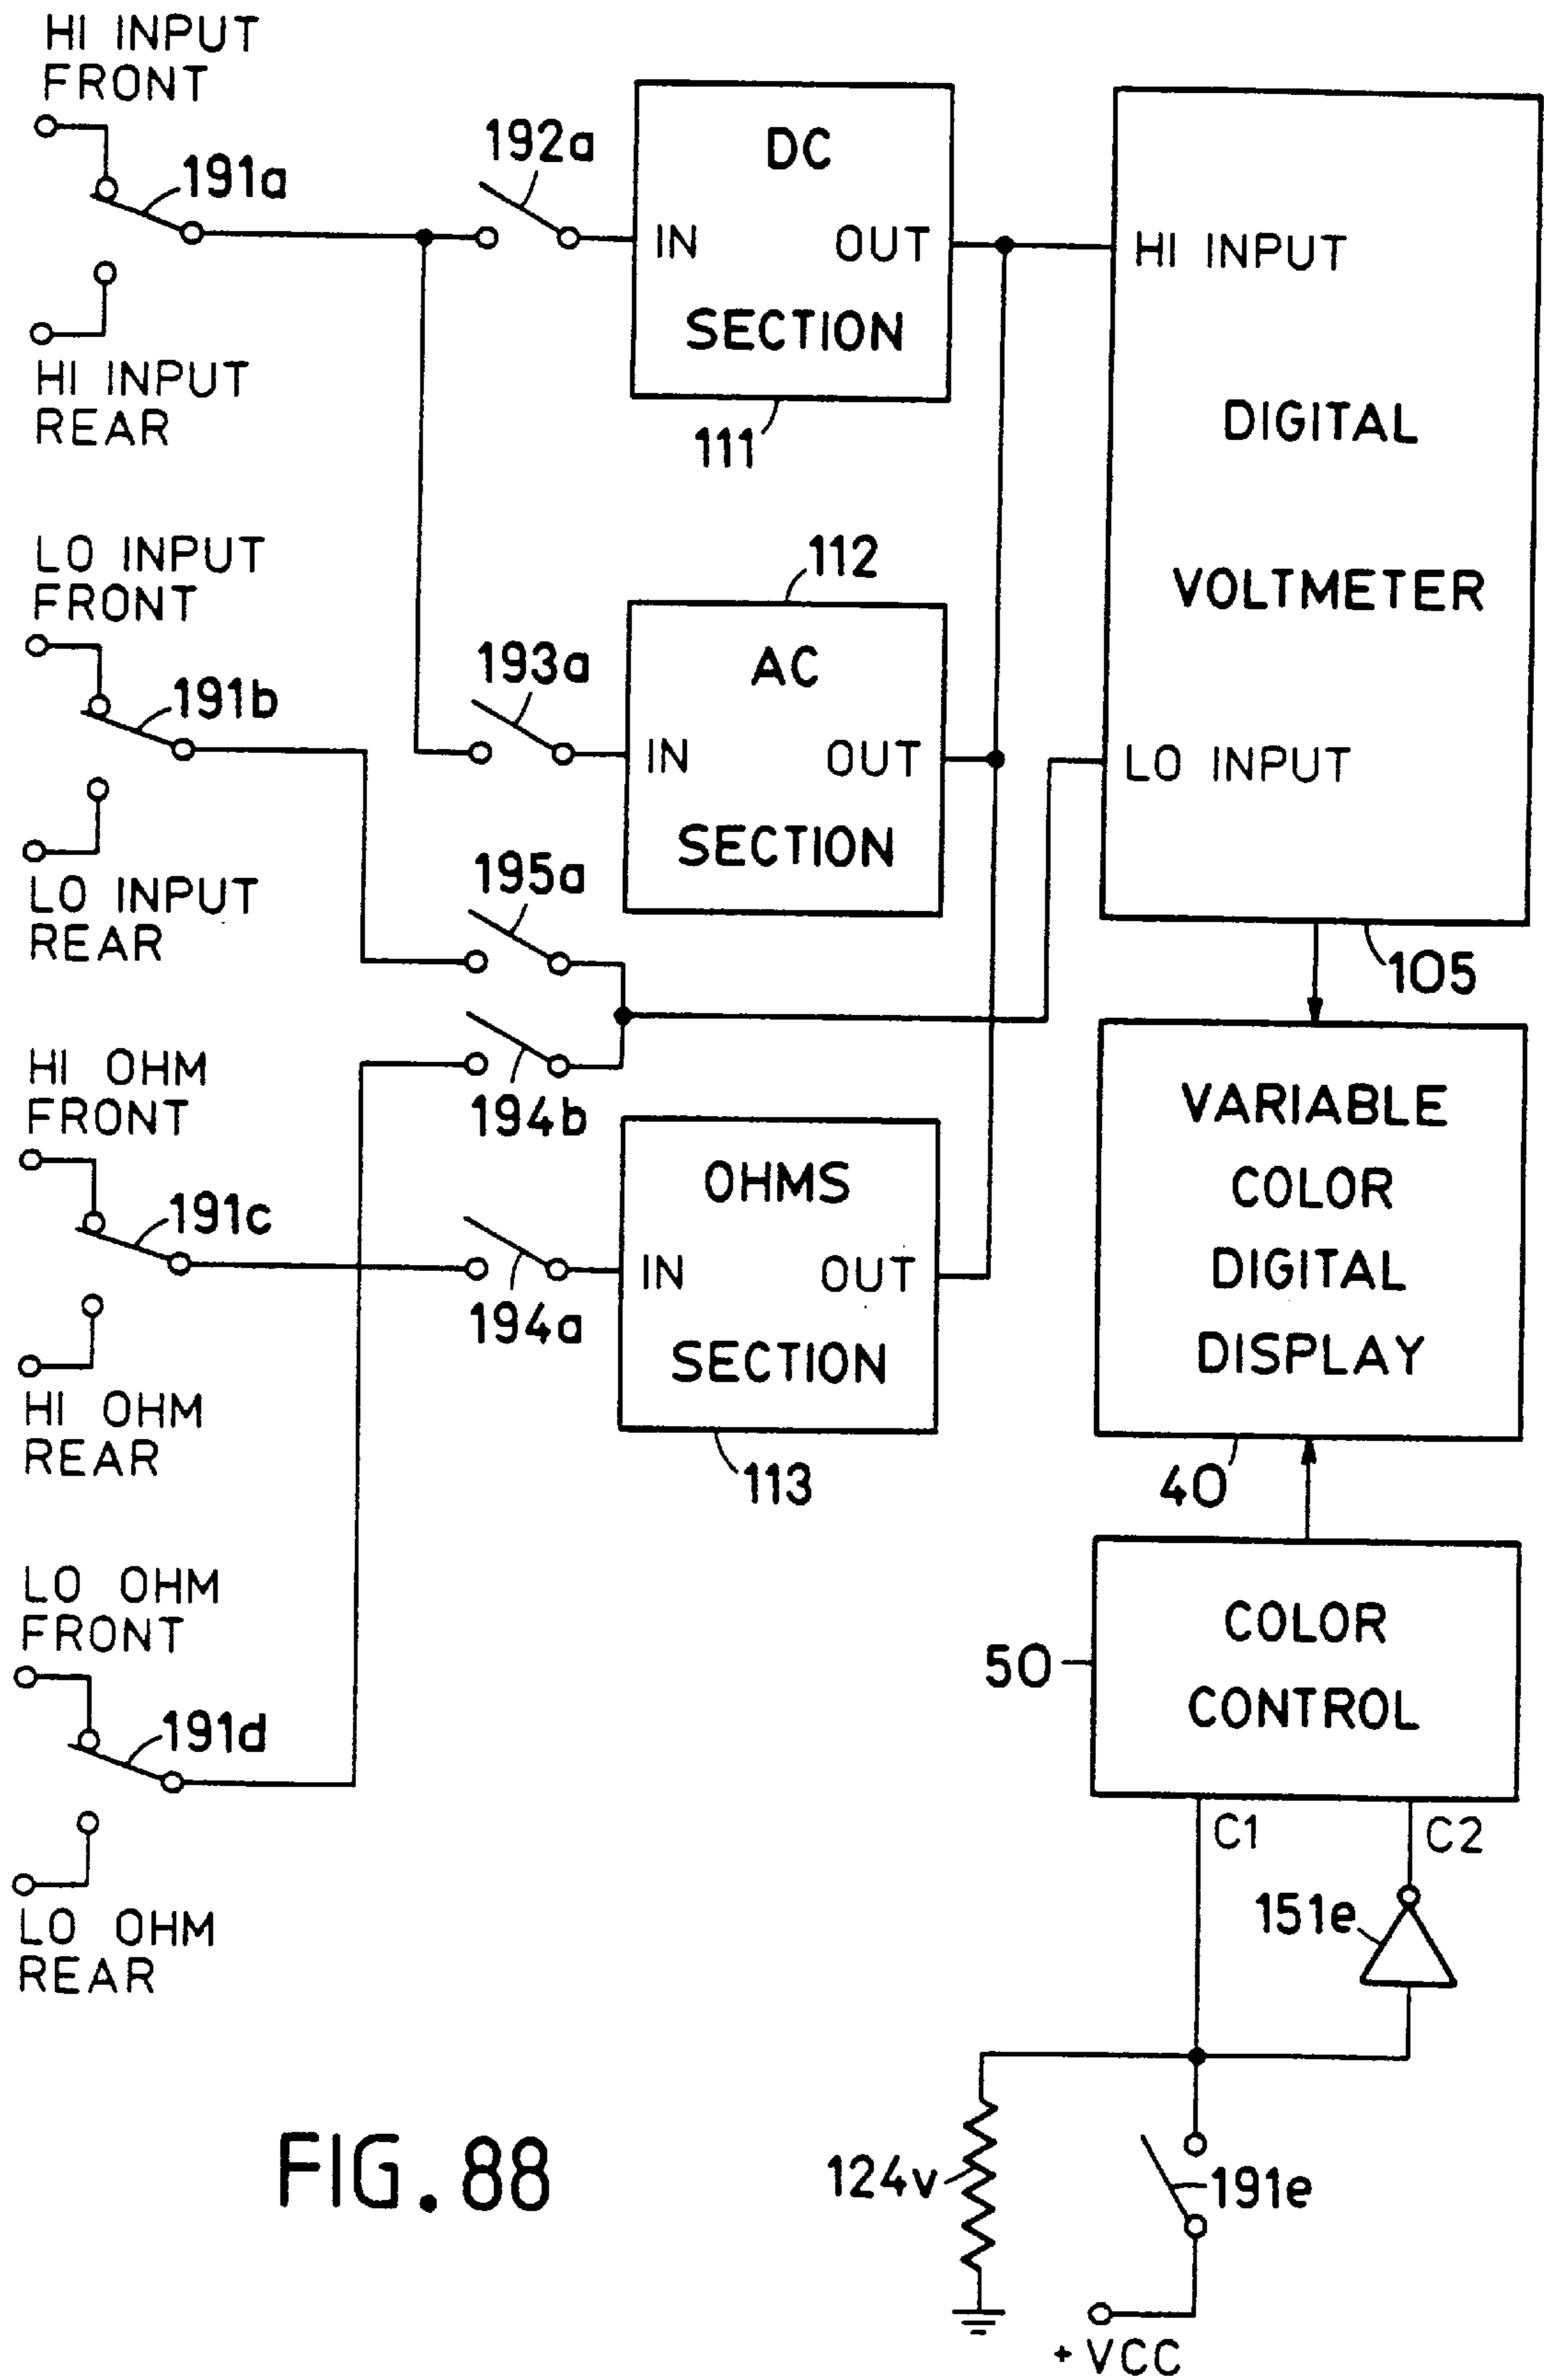 HI INPUT
FRONT
191a
HI INPUT
REAR
192a
DC
IN
OUT
SECTION
111
HI INPUT
DIGITAL
VOLTMETER
LO INPUT
105
LO INPUT
FRONT
191b
LO INPUT
REAR
193a
112
AC
IN
OUT
SECTION
195a
194b
HI OHM
FRONT
191c
HI OHM
REAR
194a
OHMS
IN
OUT
SECTION
113
VARIABLE
COLOR
DIGITAL
DISPLAY
40
LO OHM
FRONT
191d
LO OHM
REAR
50
COLOR
CONTROL
C1
C2
151e
124v
191e
+VCC
FIG. 88